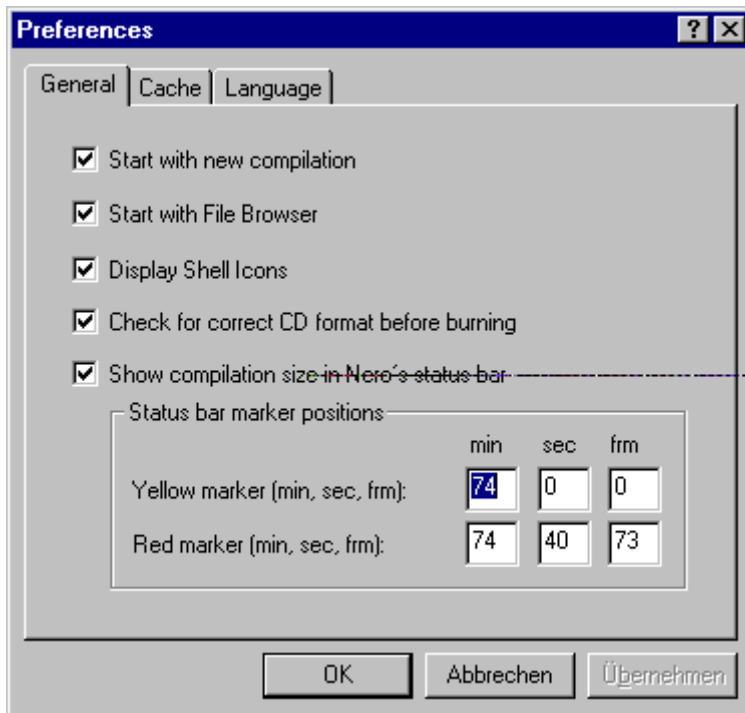 Preferences
General Cache Language
Start with new compilation
Start with File Browser
Display Shell Icons
Check for correct CD format before burning
Show compilation size in Nero´s status bar
Status bar marker positions
min sec frm
Yellow marker (min, sec, frm): 74 0 0
Red marker (min, sec, frm): 74 40 73
OK Abbrechen Übernehmen